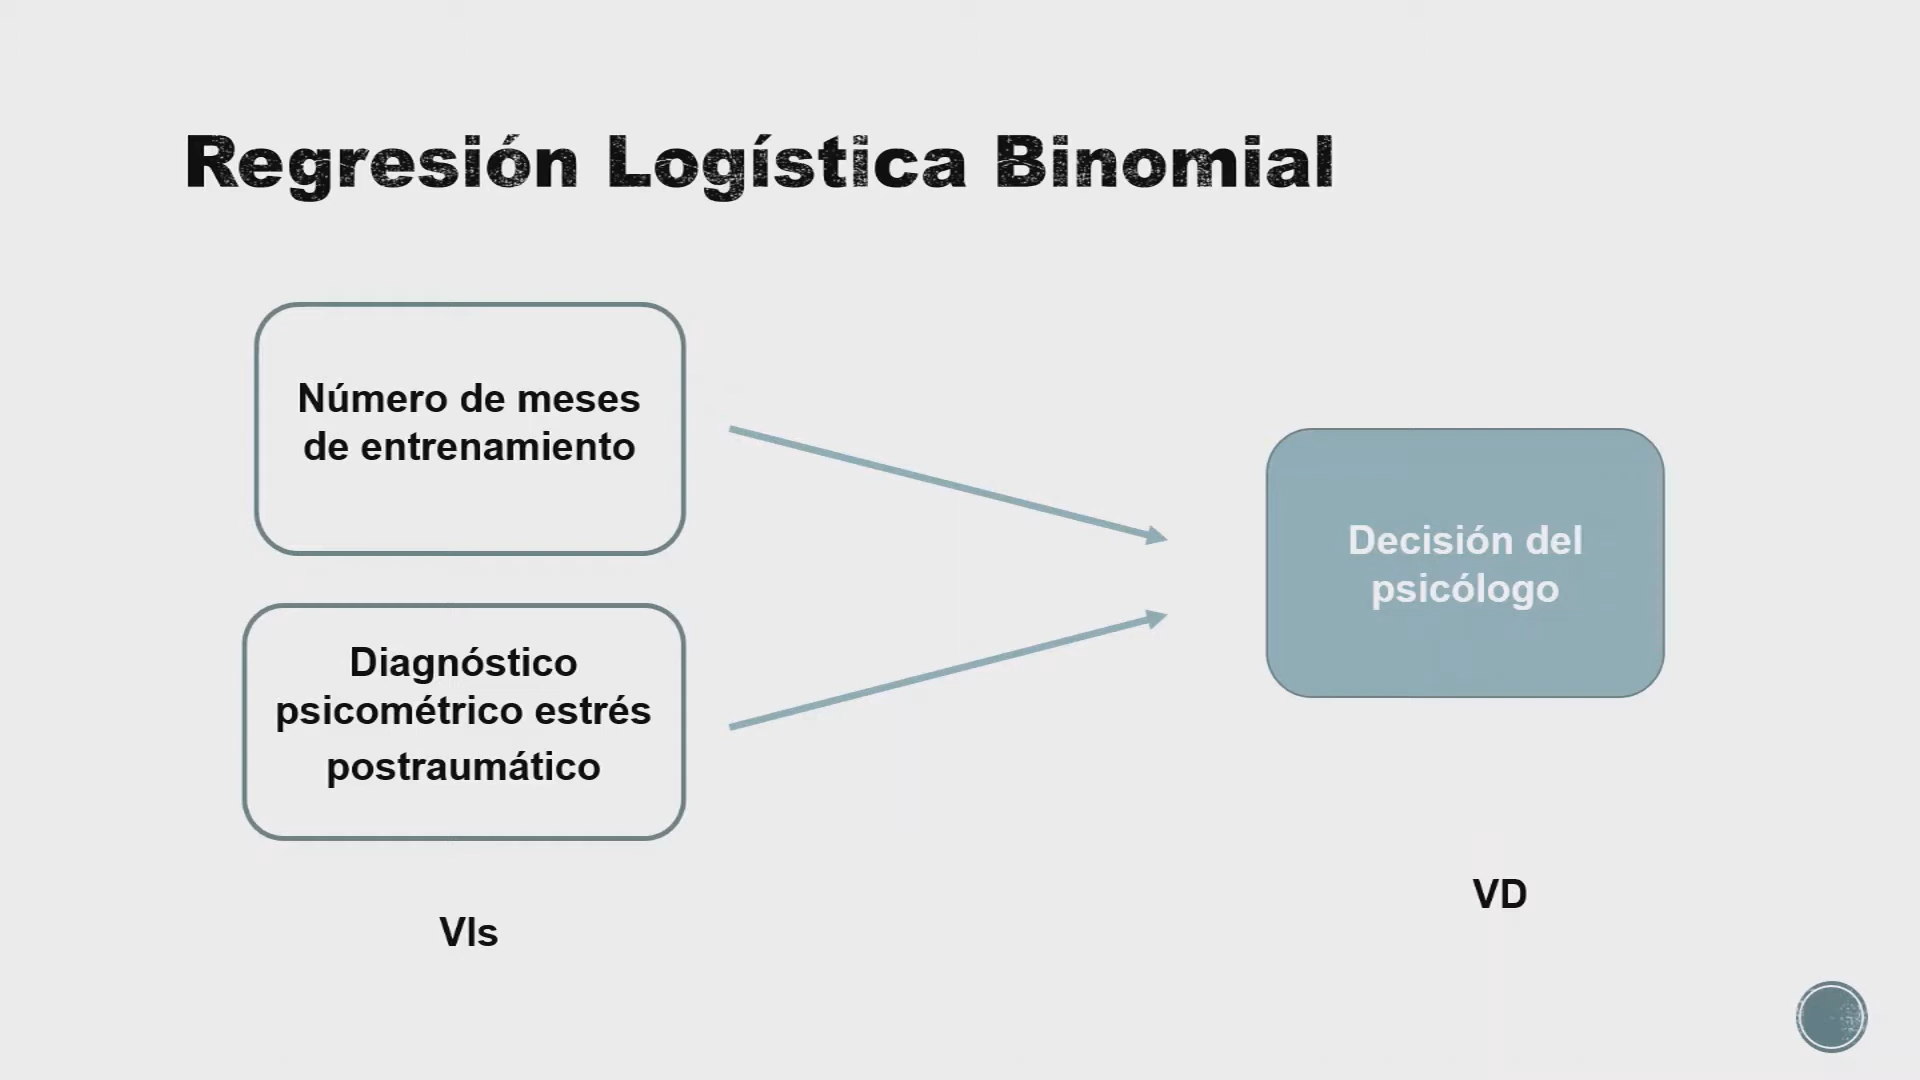 Regresión Logística Binomial
Número de meses
de entrenamiento
Diagnóstico
psicométrico estrés
postraumático
VIs
Decisión del
psicólogo
VD